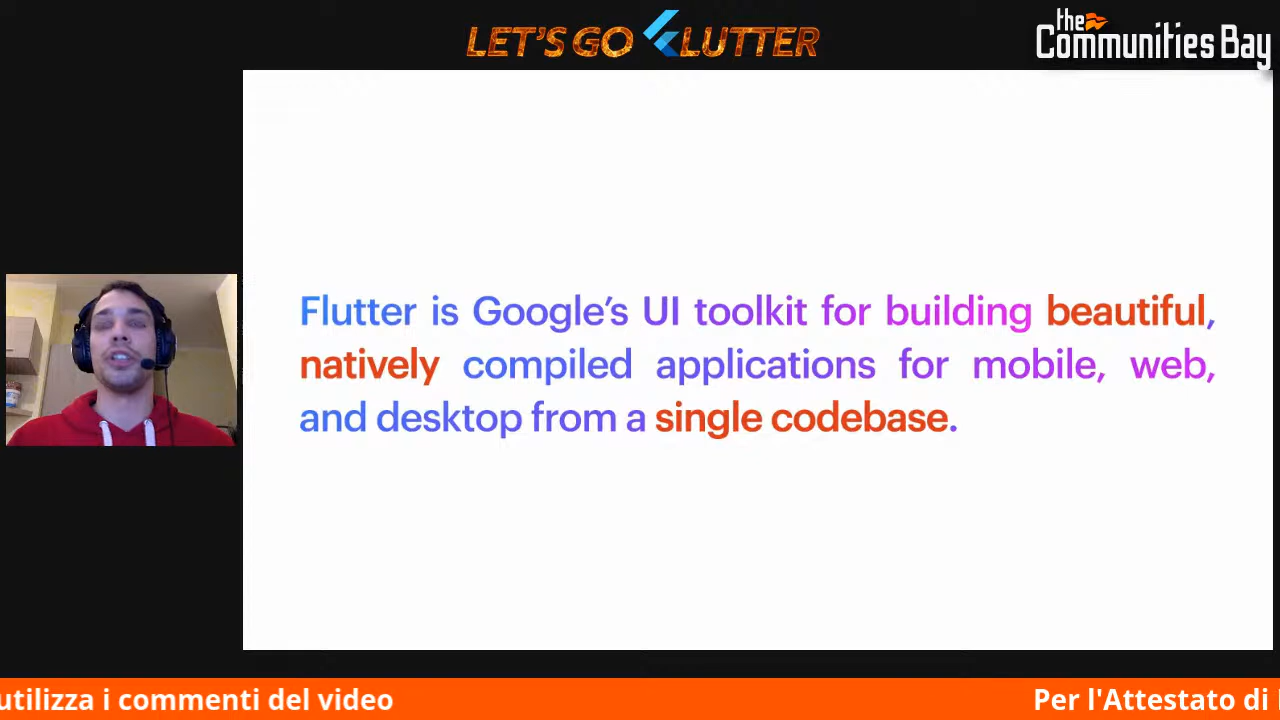 LET'S GO FLUTTER
the
Communities Bay
Flutter is Google's UI toolkit for building beautiful,
natively compiled applications for mobile, web,
and desktop from a single codebase.
utilizza i commenti del video
Per l'Attestato di